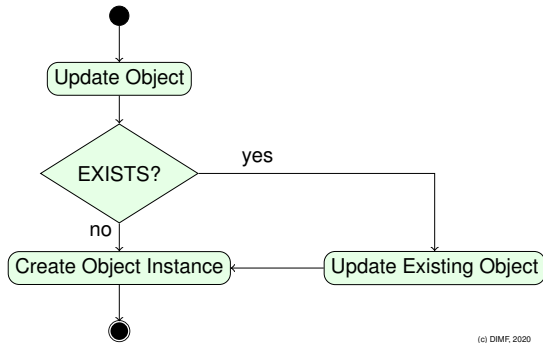 Update Object
EXISTS?
yes
no
Create Object Instance
Update Existing Object
(c) DIMF, 2020